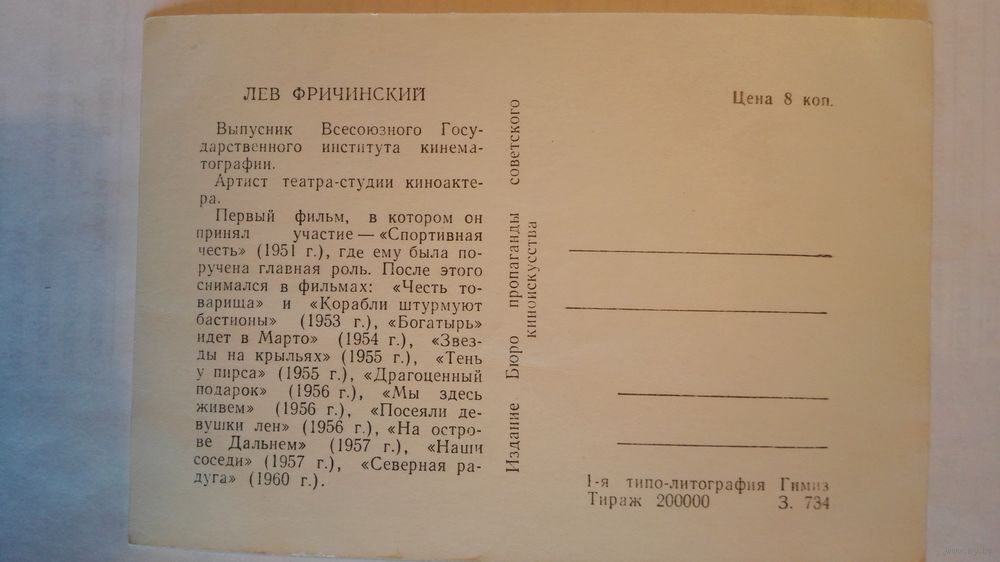 ЛЕВ ФРИЧИНСКИЙ
Выпусник Всесоюзного Госу-
дарственного института кинема-
тографии.
Артист театра-студии киноакте-
ра.
Первый фильм, в котором он
принял участие — «Спортивная
честь» (1951 г.), где ему была по-
ручена главная роль. После этого
снимался в фильмах: «Честь то-
варища» и «Корабли штурмуют
бастионы» (1953 г.), «Богатырь»
идет в Марто» (1954 г.), «Звез-
ды на крыльях» (1955 г.), «Тень
у пирса» (1955 г.), «Драгоценный
подарок» (1956 г.), «Мы здесь
живем» (1956 г.), «Посеяли де-
вушки лен» (1956 г.), «На остро-
ве Дальнем» (1957 г.), «Наши
соседи» (1957 г.), «Северная ра-
дуга» (1960 г.).
Издание Бюро пропаганды советского
киноискусства
Цена 8 коп.
1-я типо-литография Гимиз
Тираж 200000 З. 734